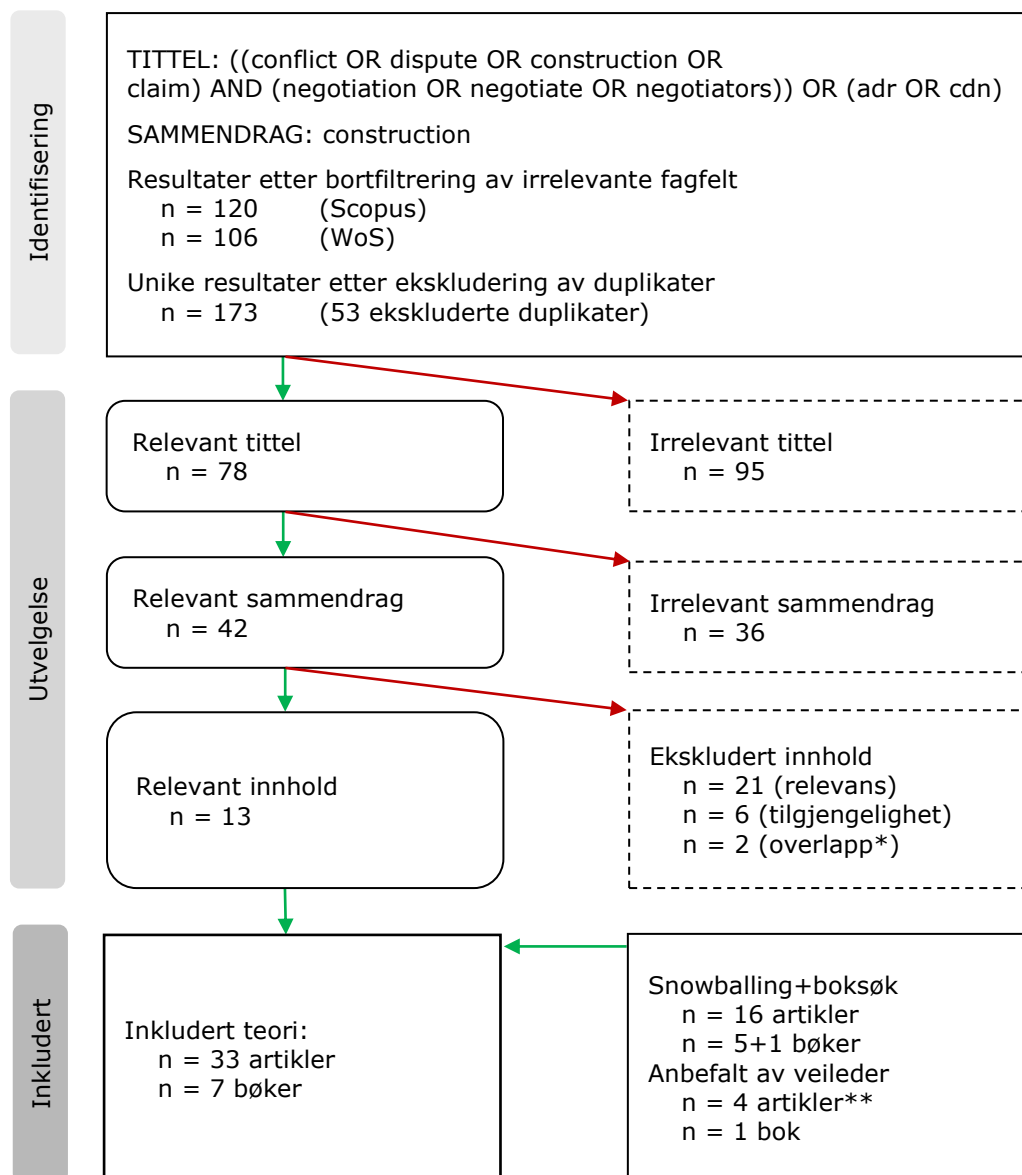 Identifisering
TITTEL: ((conflict OR dispute OR construction OR
claim) AND (negotiation OR negotiate OR negotiators)) OR (adr OR cdn)
SAMMENDRAG: construction
Resultater etter bortfiltrering av irrelevante fagfelt
n = 120 (Scopus)
n = 106 (WoS)
Unike resultater etter ekskludering av duplikater
n = 173 (53 ekskluderte duplikater)
Utvelgelse
Relevant tittel
n = 78
Irrelevant tittel
n = 95
Relevant sammendrag
n = 42
Irrelevant sammendrag
n = 36
Relevant innhold
n = 13
Ekskludert innhold
n = 21 (relevans)
n = 6 (tilgjengelighet)
n = 2 (overlapp*)
Inkludert
Inkludert teori:
n = 33 artikler
n = 7 bøker
Snowballing+boksøk
n = 16 artikler
n = 5+1 bøker
Anbefalt av veileder
n = 4 artikler**
n = 1 bok